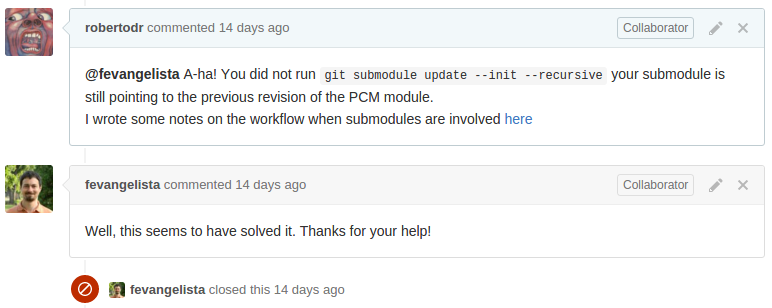 robertodr commented 14 days ago
Collaborator
@fevangelista A-ha! You did not run git submodule update --init --recursive your submodule is
still pointing to the previous revision of the PCM module.
I wrote some notes on the workflow when submodules are involved here
fevangelista commented 14 days ago
Collaborator
Well, this seems to have solved it. Thanks for your help!
fevangelista closed this 14 days ago